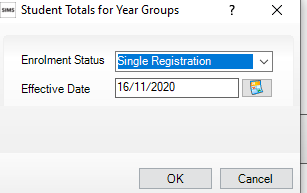 SIMS Student Totals for Year Groups ?
Enrolment Status Single Registration
Effective Date 16/11/2020
OK Cancel